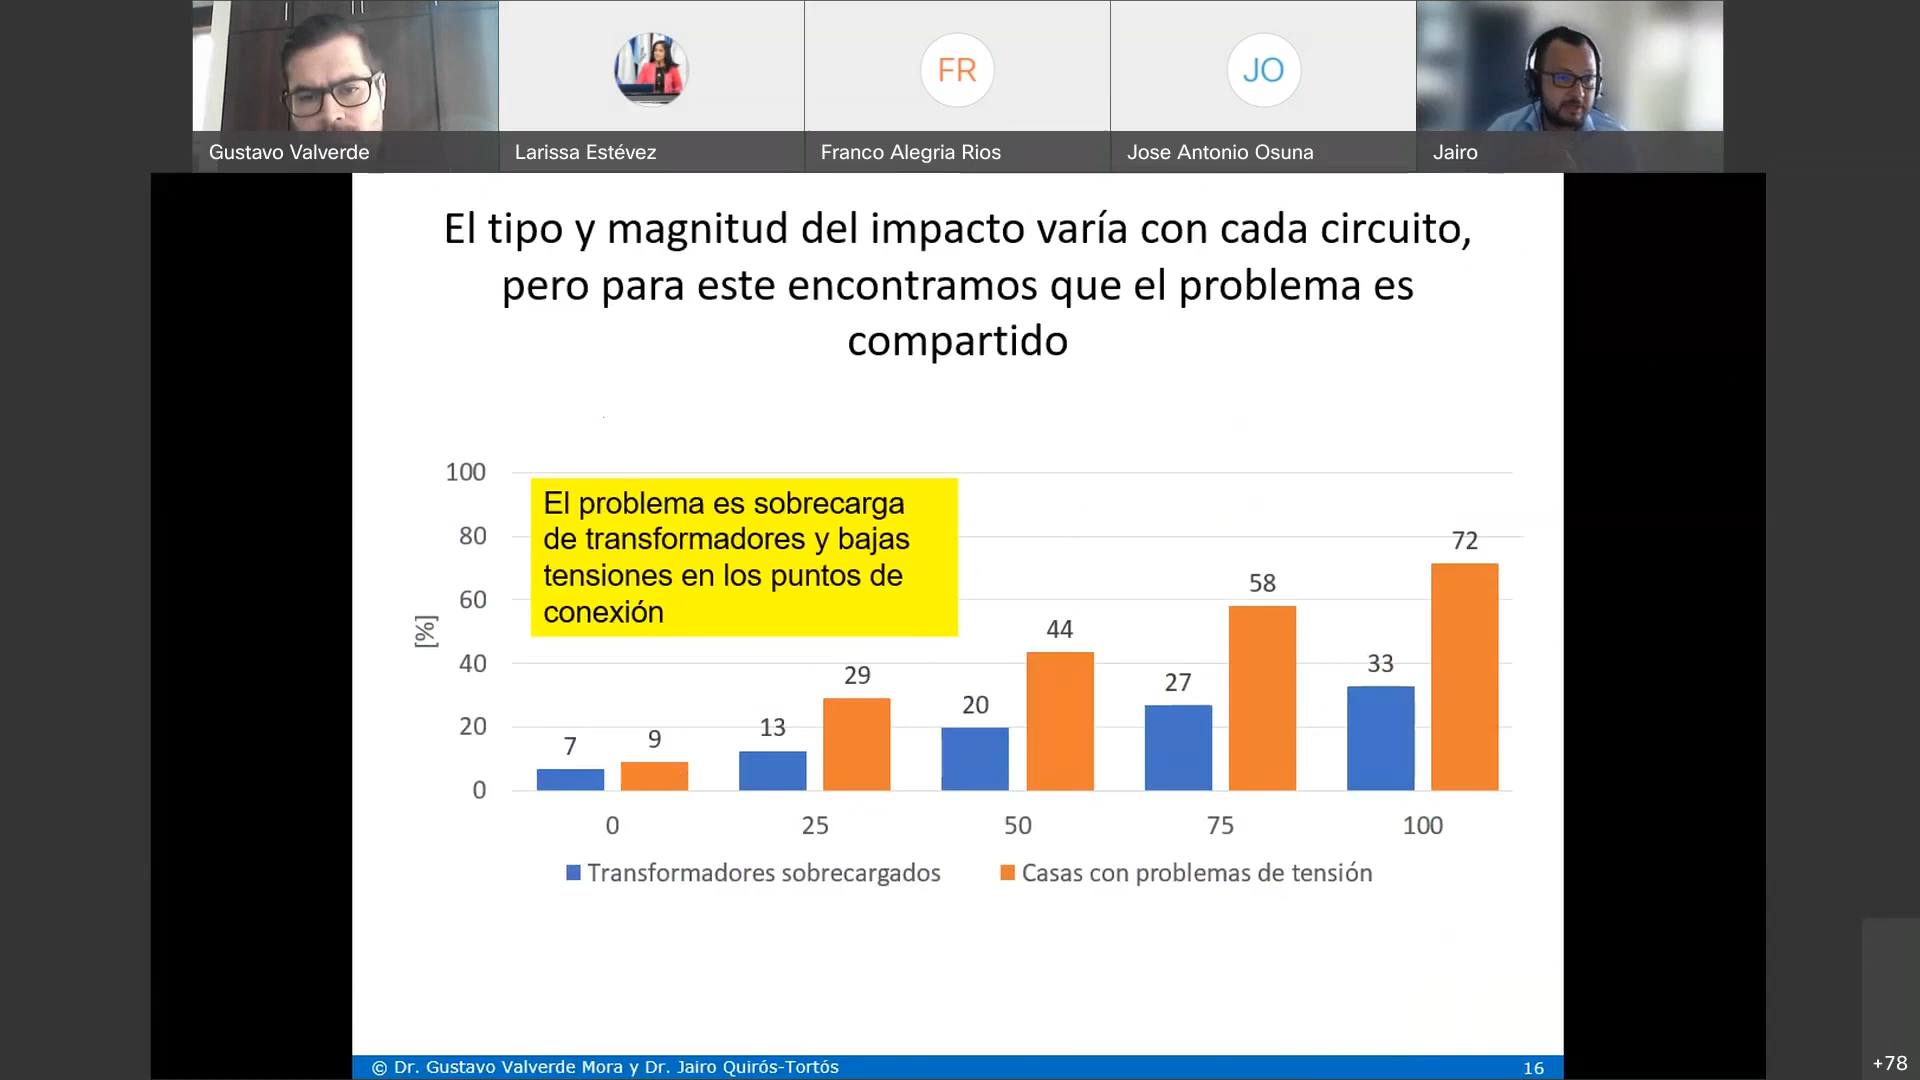 Gustavo Valverde
Larissa Estévez
FR
Franco Alegria Rios
JO
Jose Antonio Osuna
Jairo
El tipo y magnitud del impacto varía con cada circuito,
pero para este encontramos que el problema es
compartido
El problema es sobrecarga
de transformadores y bajas
tensiones en los puntos de
conexión
[%]
100
80
60
40
20
0
7
9
13
29
20
44
27
58
33
72
0
25
50
75
100
Transformadores sobrecargados
Casas con problemas de tensión
© Dr. Gustavo Valverde Mora y Dr. Jairo Quirós-Tortós
16
+78